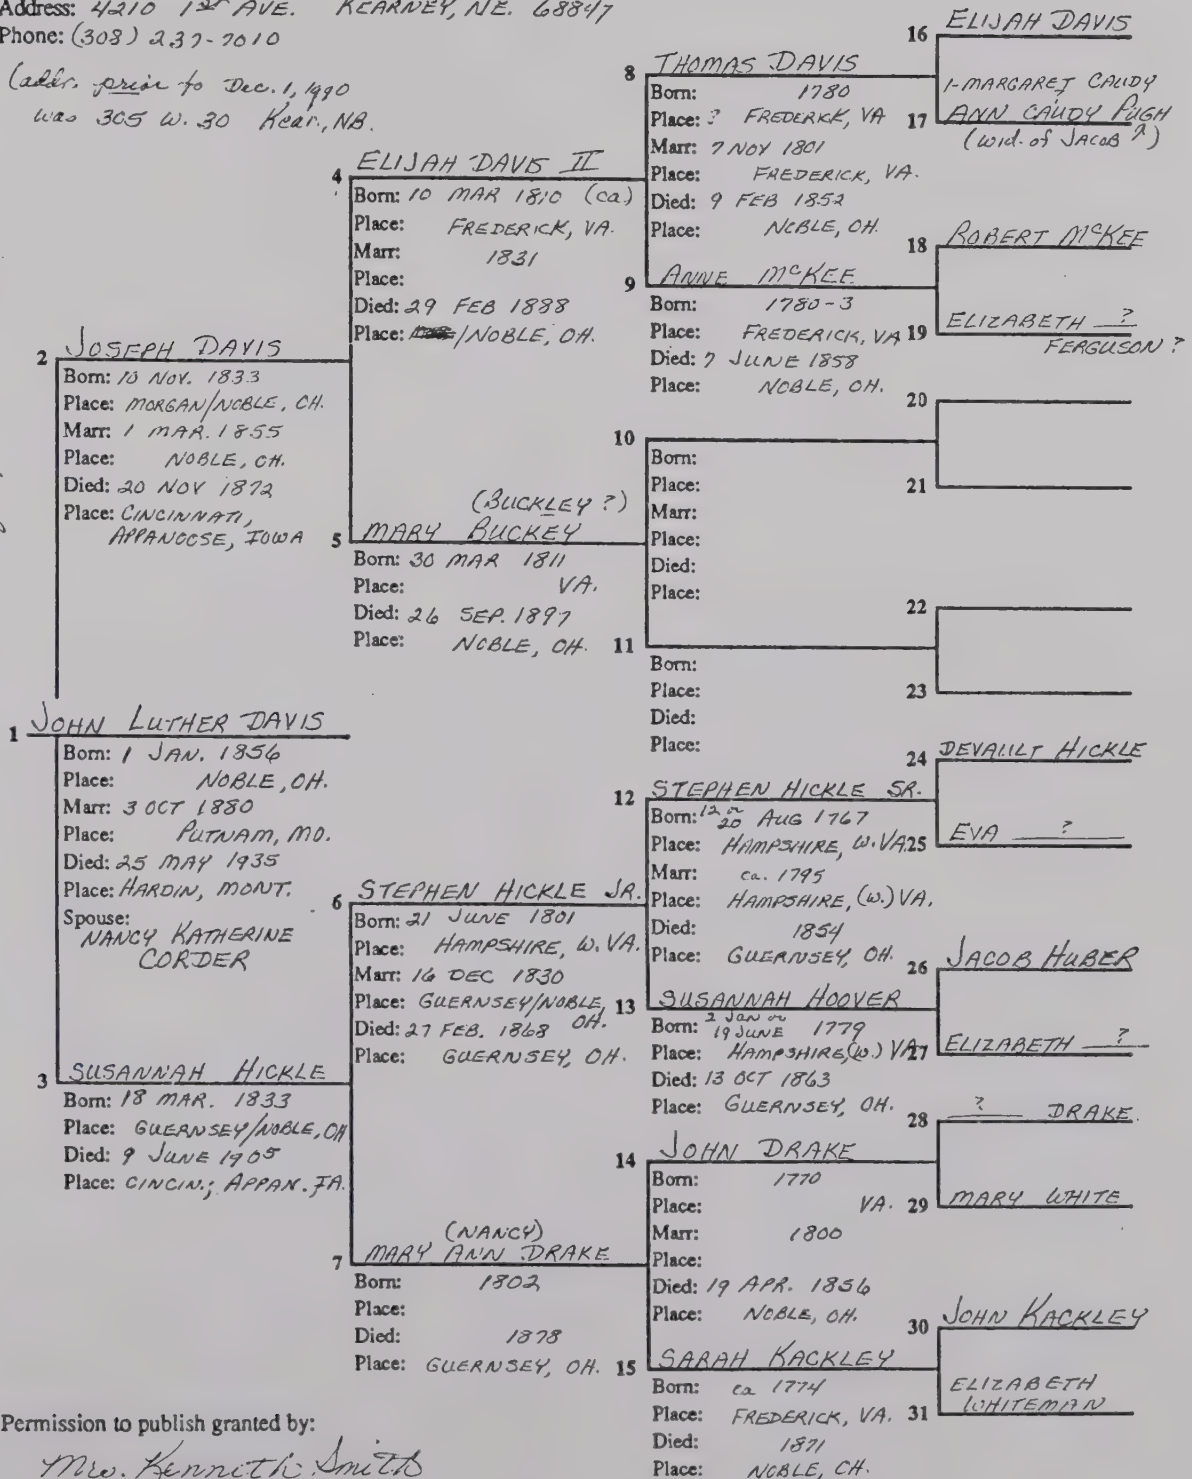 Address: 4210 1ST AVE. KEARNEY, NE. 68847
Phone: (308) 237-7010
(addr. prior to Dec. 1, 1990
was 305 W. 30 Kear., NB.
1 JOHN LUTHER DAVIS
Born: 1 JAN. 1856
Place: NOBLE, OH.
Marr: 3 OCT 1880
Place: PUTNAM, MO.
Died: 25 MAY 1935
Place: HARDIN, MONT.
Spouse:
NANCY KATHERINE
CORDER
2 JOSEPH DAVIS
Born: 10 NOV. 1833
Place: MORGAN/NOBLE, OH.
Marr: 1 MAR. 1855
Place: NOBLE, OH.
Died: 20 NOV 1872
Place: CINCINNATI,
APPANOOSE, IOWA
3 SUSANNAH HICKLE
Born: 18 MAR. 1833
Place: GUERNSEY/NOBLE, OH
Died: 9 JUNE 1905
Place: CINCIN.; APPAN. IA.
4 ELIJAH DAVIS II
Born: 10 MAR 1810 (ca.)
Place: FREDERICK, VA.
Marr: 1831
Place:
Died: 29 FEB 1888
Place: /NOBLE, OH.
(BUCKLEY ?)
5 MARY BUCKEY
Born: 30 MAR 1811
Place: VA.
Died: 26 SEP. 1897
Place: NOBLE, OH.
6 STEPHEN HICKLE JR.
Born: 21 JUNE 1801
Place: HAMPSHIRE, W. VA.
Marr: 16 DEC 1830
Place: GUERNSEY/NOBLE, OH.
Died: 27 FEB. 1868
Place: GUERNSEY, OH.
(NANCY)
7 MARY ANN DRAKE
Born: 1802
Place:
Died: 1878
Place: GUERNSEY, OH.
8 THOMAS DAVIS
Born: 1780
Place: ? FREDERICK, VA
Marr: 7 NOV 1801
Place: FREDERICK, VA.
Died: 9 FEB 1852
Place: NOBLE, OH.
9 ANNE McKEE
Born: 1780-3
Place: FREDERICK, VA
Died: 7 JUNE 1858
Place: NOBLE, OH.
10
Born:
Place:
Marr:
Place:
Died:
Place:
11
Born:
Place:
Died:
Place:
12 STEPHEN HICKLE SR.
Born: 12 or 20 AUG 1767
Place: HAMPSHIRE, W. VA
Marr: ca. 1795
Place: HAMPSHIRE, (W.) VA.
Died: 1854
Place: GUERNSEY, OH.
13 SUSANNAH HOOVER
Born: 2 Jan or 19 JUNE 1779
Place: HAMPSHIRE, (W.) VA
Died: 13 OCT 1863
Place: GUERNSEY, OH.
14 JOHN DRAKE
Born: 1770
Place: VA.
Marr: 1800
Place:
Died: 19 APR. 1856
Place: NOBLE, OH.
15 SARAH KACKLEY
Born: ca 1774
Place: FREDERICK, VA.
Died: 1871
Place: NOBLE, OH.
16 ELIJAH DAVIS
1-MARGARET CAUDY
17 ANN CAUDY PUGH
(wid. of JACOB ?)
18 ROBERT McKEE
19 ELIZABETH ?
FERGUSON ?
20
21
22
23
24 DEVAULT HICKLE
25 EVA ?
26 JACOB HUBER
27 ELIZABETH ?
28 ? DRAKE
29 MARY WHITE
30 JOHN KACKLEY
31 ELIZABETH
WHITEMAN
Permission to publish granted by:
Mrs. Kenneth Smith